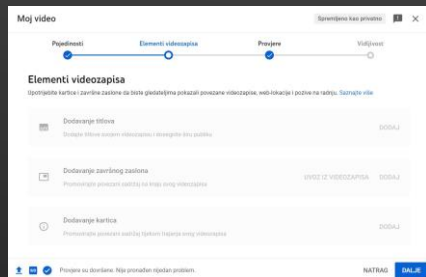 Moj video
Spremljeno kao privatno
Pojedinosti
Elementi videozapisa
Provjere
Vidljivost
Elementi videozapisa
Upotrijebite kartice i završne zaslone da biste gledateljima pokazali povezane videozapise, web-lokacije i pozive na radnju. Saznajte više
Dodavanje titlova
Dodajte titlove svojem videozapisu i dosegnite širu publiku
DODAJ
Dodavanje završnog zaslona
Promovirajte povezani sadržaj na kraju svog videozapisa
UVOZ IZ VIDEOZAPISA
DODAJ
Dodavanje kartica
Promovirajte povezani sadržaj tijekom trajanja svog videozapisa
DODAJ
Provjere su dovršene. Nije pronađen nijedan problem.
NATRAG
DALJE